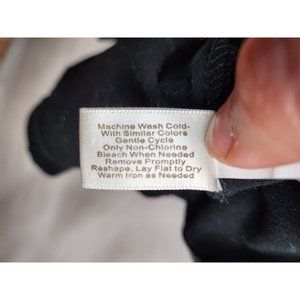 Machine Wash Cold-
With Similar Colors
Gentle Cycle
Only Non-Chlorine
Bleach When Needed
Remove Promptly
Reshape, Lay Flat to Dry
Warm Iron as Needed